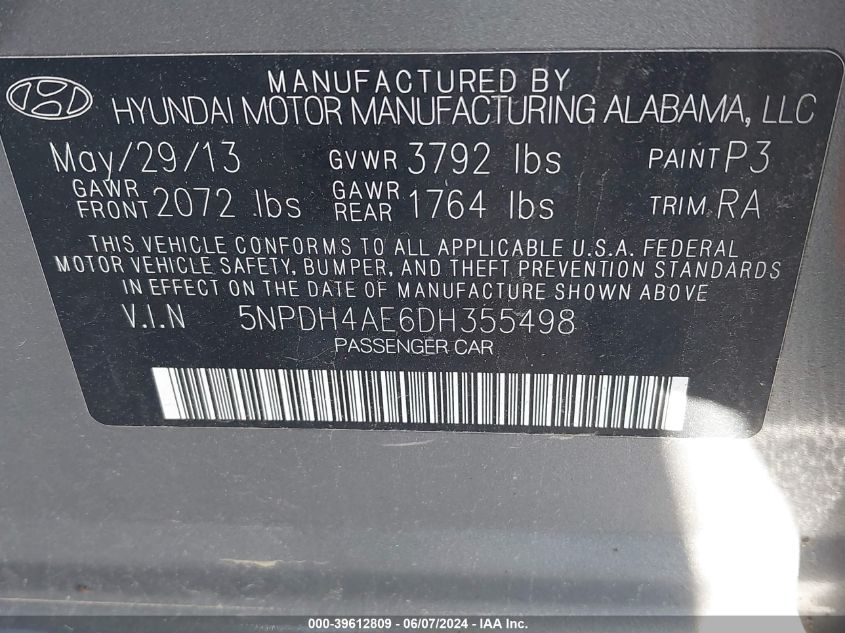 MANUFACTURED BY
HYUNDAI MOTOR MANUFACTURING ALABAMA, LLC
May/29/13 GVWR 3792 lbs PAINT P3
GAWR FRONT 2072 lbs GAWR REAR 1764 lbs TRIM RA
THIS VEHICLE CONFORMS TO ALL APPLICABLE U.S.A. FEDERAL
MOTOR VEHICLE SAFETY, BUMPER, AND THEFT PREVENTION STANDARDS
IN EFFECT ON THE DATE OF MANUFACTURE SHOWN ABOVE
V.I.N 5NPDH4AE6DH355498
PASSENGER CAR
000-39612809 - 06/07/2024 - IAA Inc.